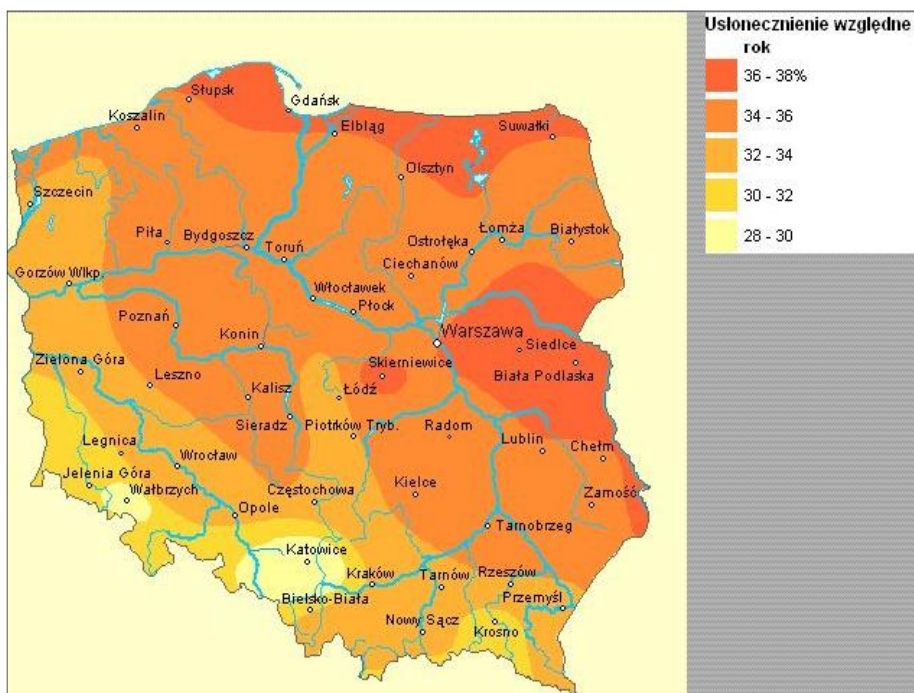 Usłonecznienie względne
rok
36 - 38%
34 - 36
32 - 34
30 - 32
28 - 30
Słupsk
Gdańsk
Koszalin
Elbląg
Suwałki
Olsztyn
Szczecin
Piła
Bydgoszcz
Toruń
Ostrołęka
Łomża
Białystok
Ciechanów
Gorzów Wlkp.
Włocławek
Płock
Poznań
Konin
Warszawa
Siedlce
Skierniewice
Biała Podlaska
Zielona Góra
Leszno
Kalisz
Łódź
Sieradz
Piotrków Tryb.
Radom
Lublin
Chełm
Legnica
Wrocław
Jelenia Góra
Wałbrzych
Częstochowa
Kielce
Zamość
Opole
Tarnobrzeg
Katowice
Kraków
Tarnów
Rzeszów
Bielsko-Biała
Przemyśl
Nowy Sącz
Krosno